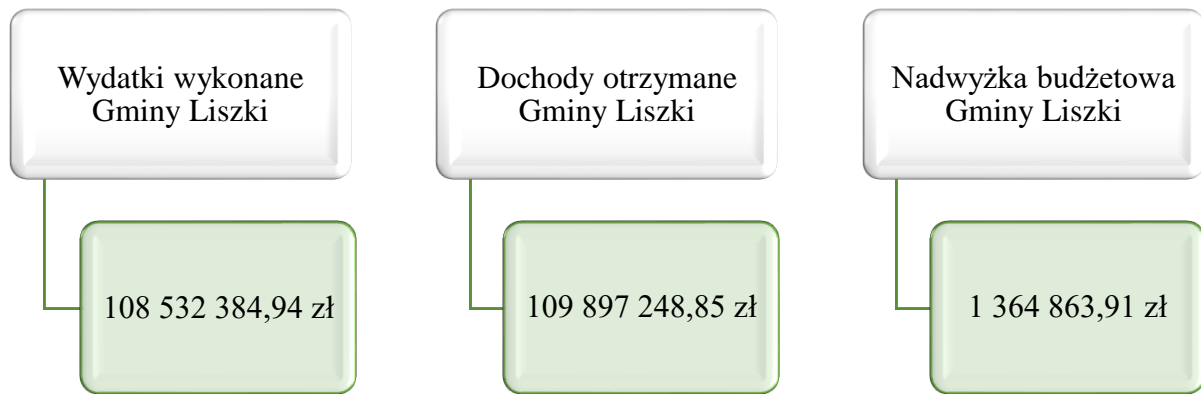 Wydatki wykonane
Gminy Liszki
108 532 384,94 zł
Dochody otrzymane
Gminy Liszki
109 897 248,85 zł
Nadwyżka budżetowa
Gminy Liszki
1 364 863,91 zł